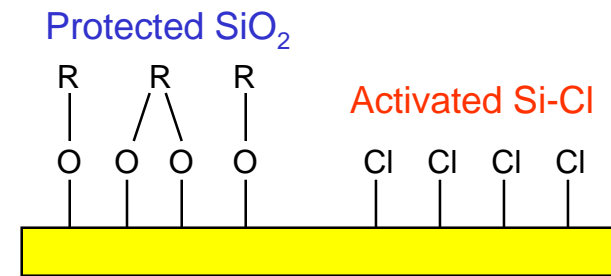 Protected SiO₂
R R R
Activated Si-Cl
O O O O Cl Cl Cl Cl